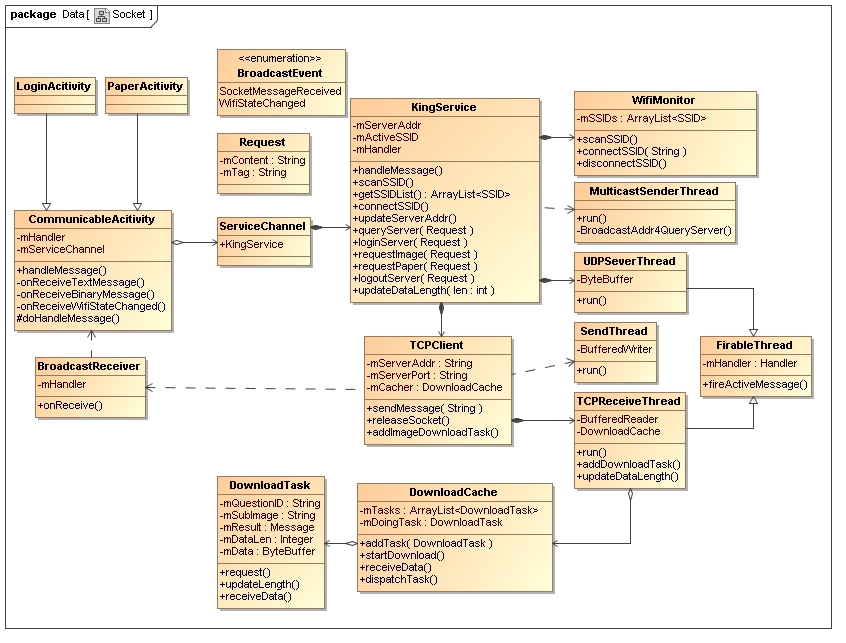 package Data[ Socket ]
LoginAcitivity
PaperAcitivity
<<enumeration>>
BroadcastEvent
SocketMessageReceived
WifiStateChanged
Request
-mContent : String
-mTag : String
KingService
-mServerAddr
-mActiveSSID
-mHandler
+handleMessage()
+scanSSID()
+getSSIDList() : ArrayList<SSID>
+connectSSID()
+updateServerAddr()
+queryServer( Request )
+loginServer( Request )
+requestImage( Request )
+requestPaper( Request )
+logoutServer( Request )
+updateDataLength( len : int )
WifiMonitor
-mSSIDs : ArrayList<SSID>
+scanSSID()
+connectSSID( String )
+disconnectSSID()
MulticastSenderThread
+run()
-BroadcastAddr4QueryServer()
CommunicableAcitivity
-mHandler
-mServiceChannel
+handleMessage()
-onReceiveTextMessage()
-onReceiveBinaryMessage()
-onReceiveWifiStateChanged()
#doHandleMessage()
ServiceChannel
+KingService
UDPSeverThread
-ByteBuffer
+run()
SendThread
-BufferedWriter
+run()
FirableThread
-mHandler : Handler
+fireActiveMessage()
BroadcastReceiver
-mHandler
+onReceive()
TCPClient
-mServerAddr : String
-mServerPort : String
-mCacher : DownloadCache
+sendMessage( String )
+releaseSocket()
+addImageDownloadTask()
TCPReceiveThread
-BufferedReader
-DownloadCache
+run()
+addDownloadTask()
+updateDataLength()
DownloadTask
-mQuestionID : String
-mSubImage : String
-mResult : Message
-mDataLen : Integer
-mData : ByteBuffer
+request()
+updateLength()
+receiveData()
DownloadCache
-mTasks : ArrayList<DownloadTask>
-mDoingTask : DownloadTask
+addTask( DownloadTask )
+startDownload()
+receiveData()
+dispatchTask()